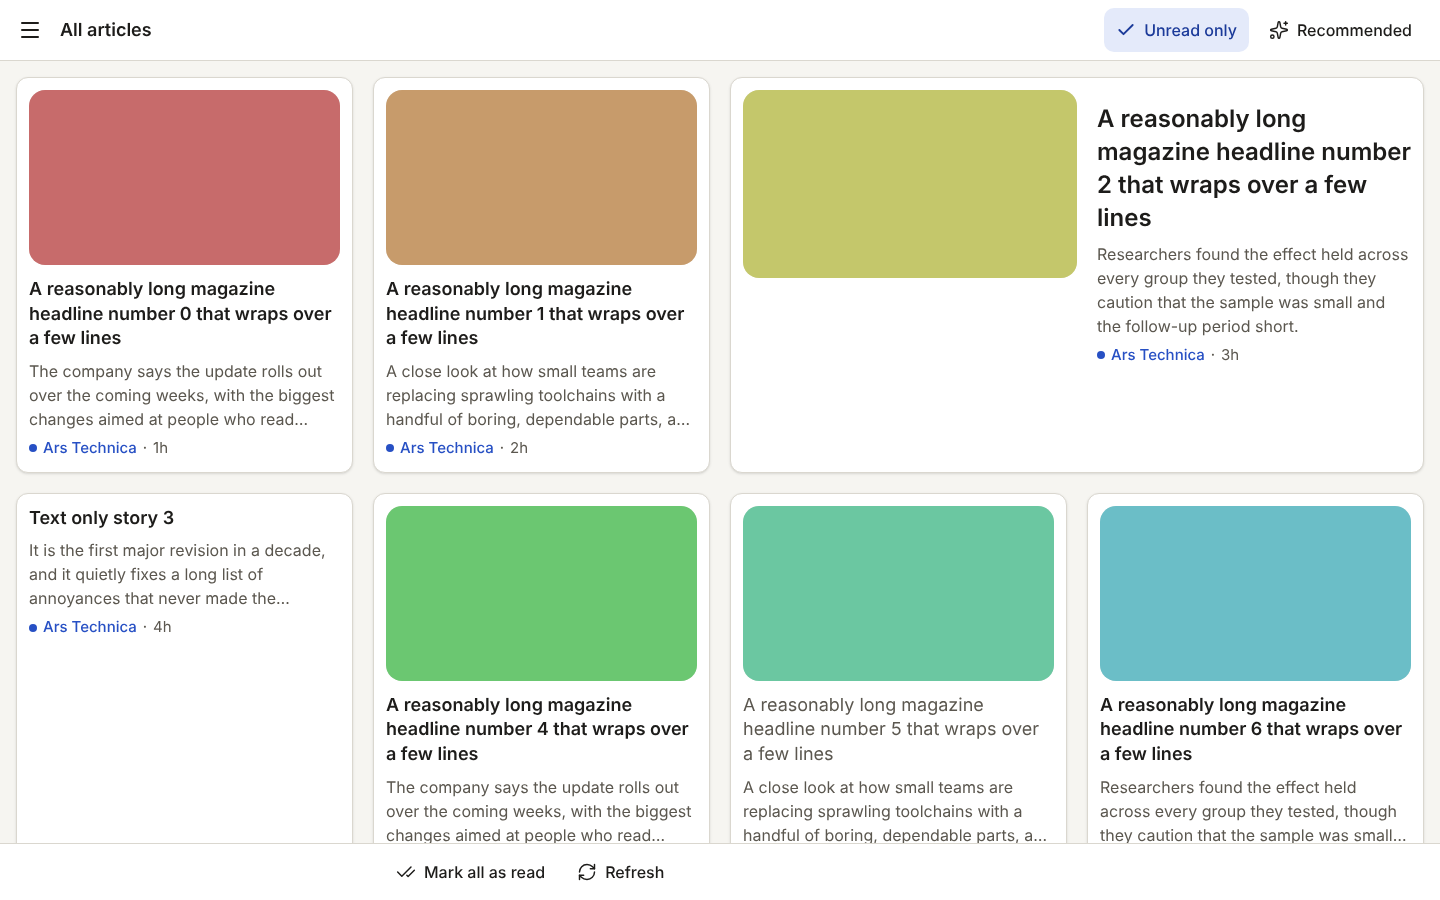 All articles
Unread only
Recommended
A reasonably long magazine
headline number 0 that wraps over
a few lines
The company says the update rolls out
over the coming weeks, with the biggest
changes aimed at people who read...
Ars Technica · 1h
A reasonably long magazine
headline number 1 that wraps over
a few lines
A close look at how small teams are
replacing sprawling toolchains with a
handful of boring, dependable parts, a...
Ars Technica · 2h
A reasonably long
magazine headline number
2 that wraps over a few
lines
Researchers found the effect held across
every group they tested, though they
caution that the sample was small and
the follow-up period short.
Ars Technica · 3h
Text only story 3
It is the first major revision in a decade,
and it quietly fixes a long list of
annoyances that never made the...
Ars Technica · 4h
A reasonably long magazine
headline number 4 that wraps over
a few lines
The company says the update rolls out
over the coming weeks, with the biggest
changes aimed at people who read...
A reasonably long magazine
headline number 5 that wraps over
a few lines
A close look at how small teams are
replacing sprawling toolchains with a
handful of boring, dependable parts, a...
A reasonably long magazine
headline number 6 that wraps over
a few lines
Researchers found the effect held
across every group they tested, though
they caution that the sample was small...
Mark all as read
Refresh